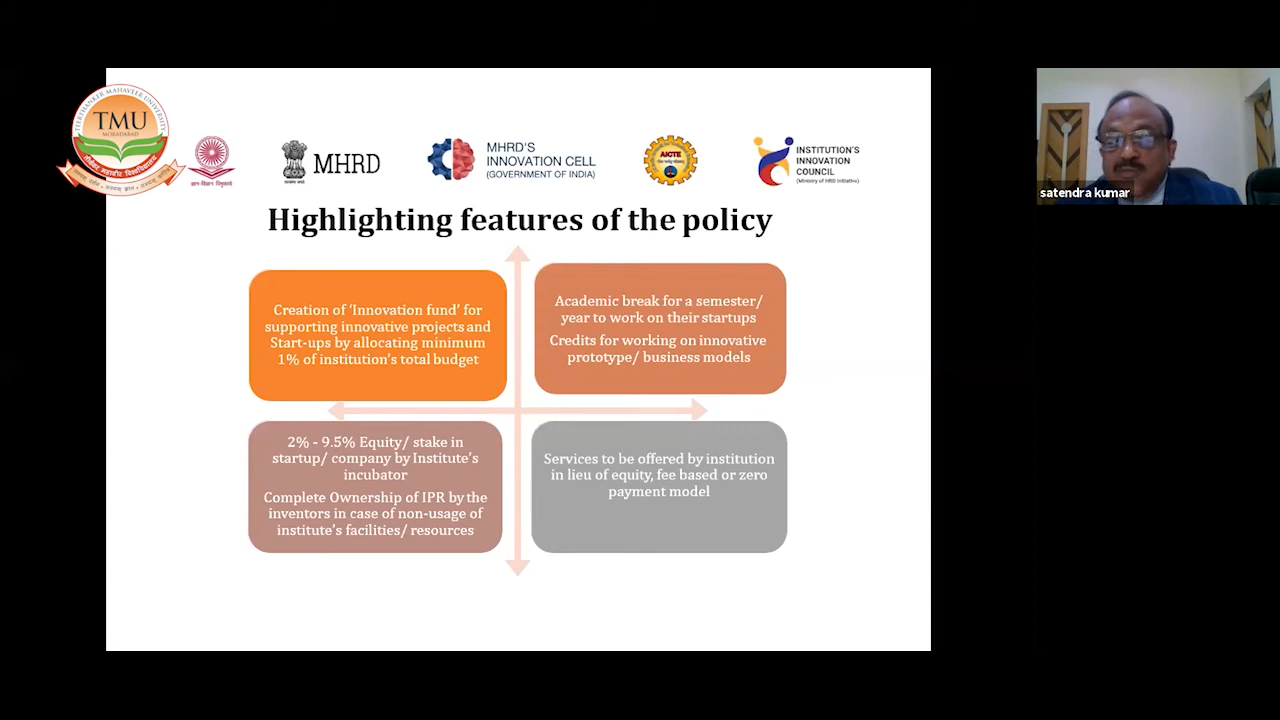 TEERTHANKER MAHAVEER UNIVERSITY
TMU
MORADABAD
MHRD
MHRD'S
INNOVATION CELL
(GOVERNMENT OF INDIA)
AICTE
INSTITUTION'S
INNOVATION
COUNCIL
(Ministry of HRD Initiative)
satendra kumar
Highlighting features of the policy
Creation of ‘Innovation fund’ for
supporting innovative projects and
Start-ups by allocating minimum
1% of institution’s total budget
Academic break for a semester/
year to work on their startups
Credits for working on innovative
prototype/ business models
2% - 9.5% Equity/ stake in
startup/ company by Institute’s
incubator
Complete Ownership of IPR by the
inventors in case of non-usage of
institute’s facilities/ resources
Services to be offered by institution
in lieu of equity, fee based or zero
payment model